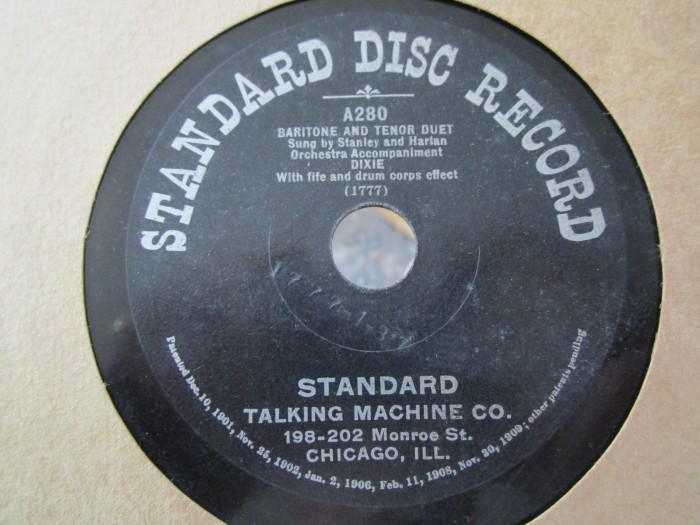 STANDARD DISC RECORD
A280
BARITONE AND TENOR DUET
Sung by Stanley and Harlan
Orchestra Accompaniment
DIXIE
With fife and drum corps effect
(1777)
1777-1-
STANDARD
TALKING MACHINE CO.
198-202 Monroe St.
CHICAGO, ILL.
Patented Dec. 10, 1901, Nov. 25, 1902, Jan. 2, 1906, Feb. 11, 1908, Nov. 30, 1909; other patents pending